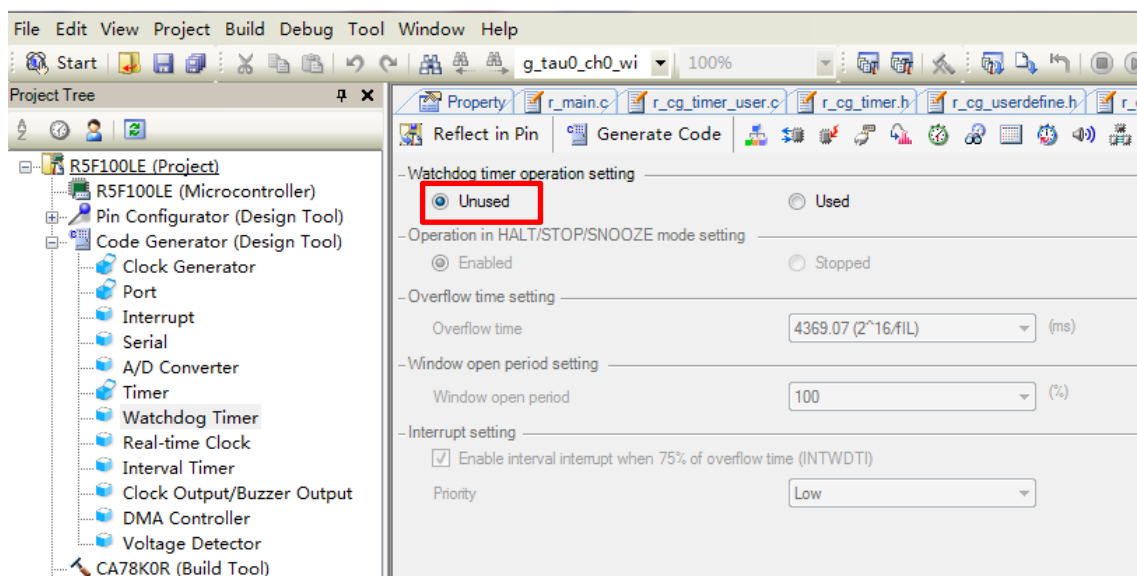 File Edit View Project Build Debug Tool Window Help
Start g_tau0_ch0_wi 100%
Project Tree
Property r_main.c r_cg_timer_user.c r_cg_timer.h r_cg_userdefine.h
Reflect in Pin Generate Code
R5F100LE (Project)
R5F100LE (Microcontroller)
Pin Configurator (Design Tool)
Code Generator (Design Tool)
Clock Generator
Port
Interrupt
Serial
A/D Converter
Timer
Watchdog Timer
Real-time Clock
Interval Timer
Clock Output/Buzzer Output
DMA Controller
Voltage Detector
CA78K0R (Build Tool)
Watchdog timer operation setting
Unused Used
Operation in HALT/STOP/SNOOZE mode setting
Enabled Stopped
Overflow time setting
Overflow time 4369.07 (2^16/fIL) (ms)
Window open period setting
Window open period 100 (%)
Interrupt setting
Enable interval interrupt when 75% of overflow time (INTWDTI)
Priority Low